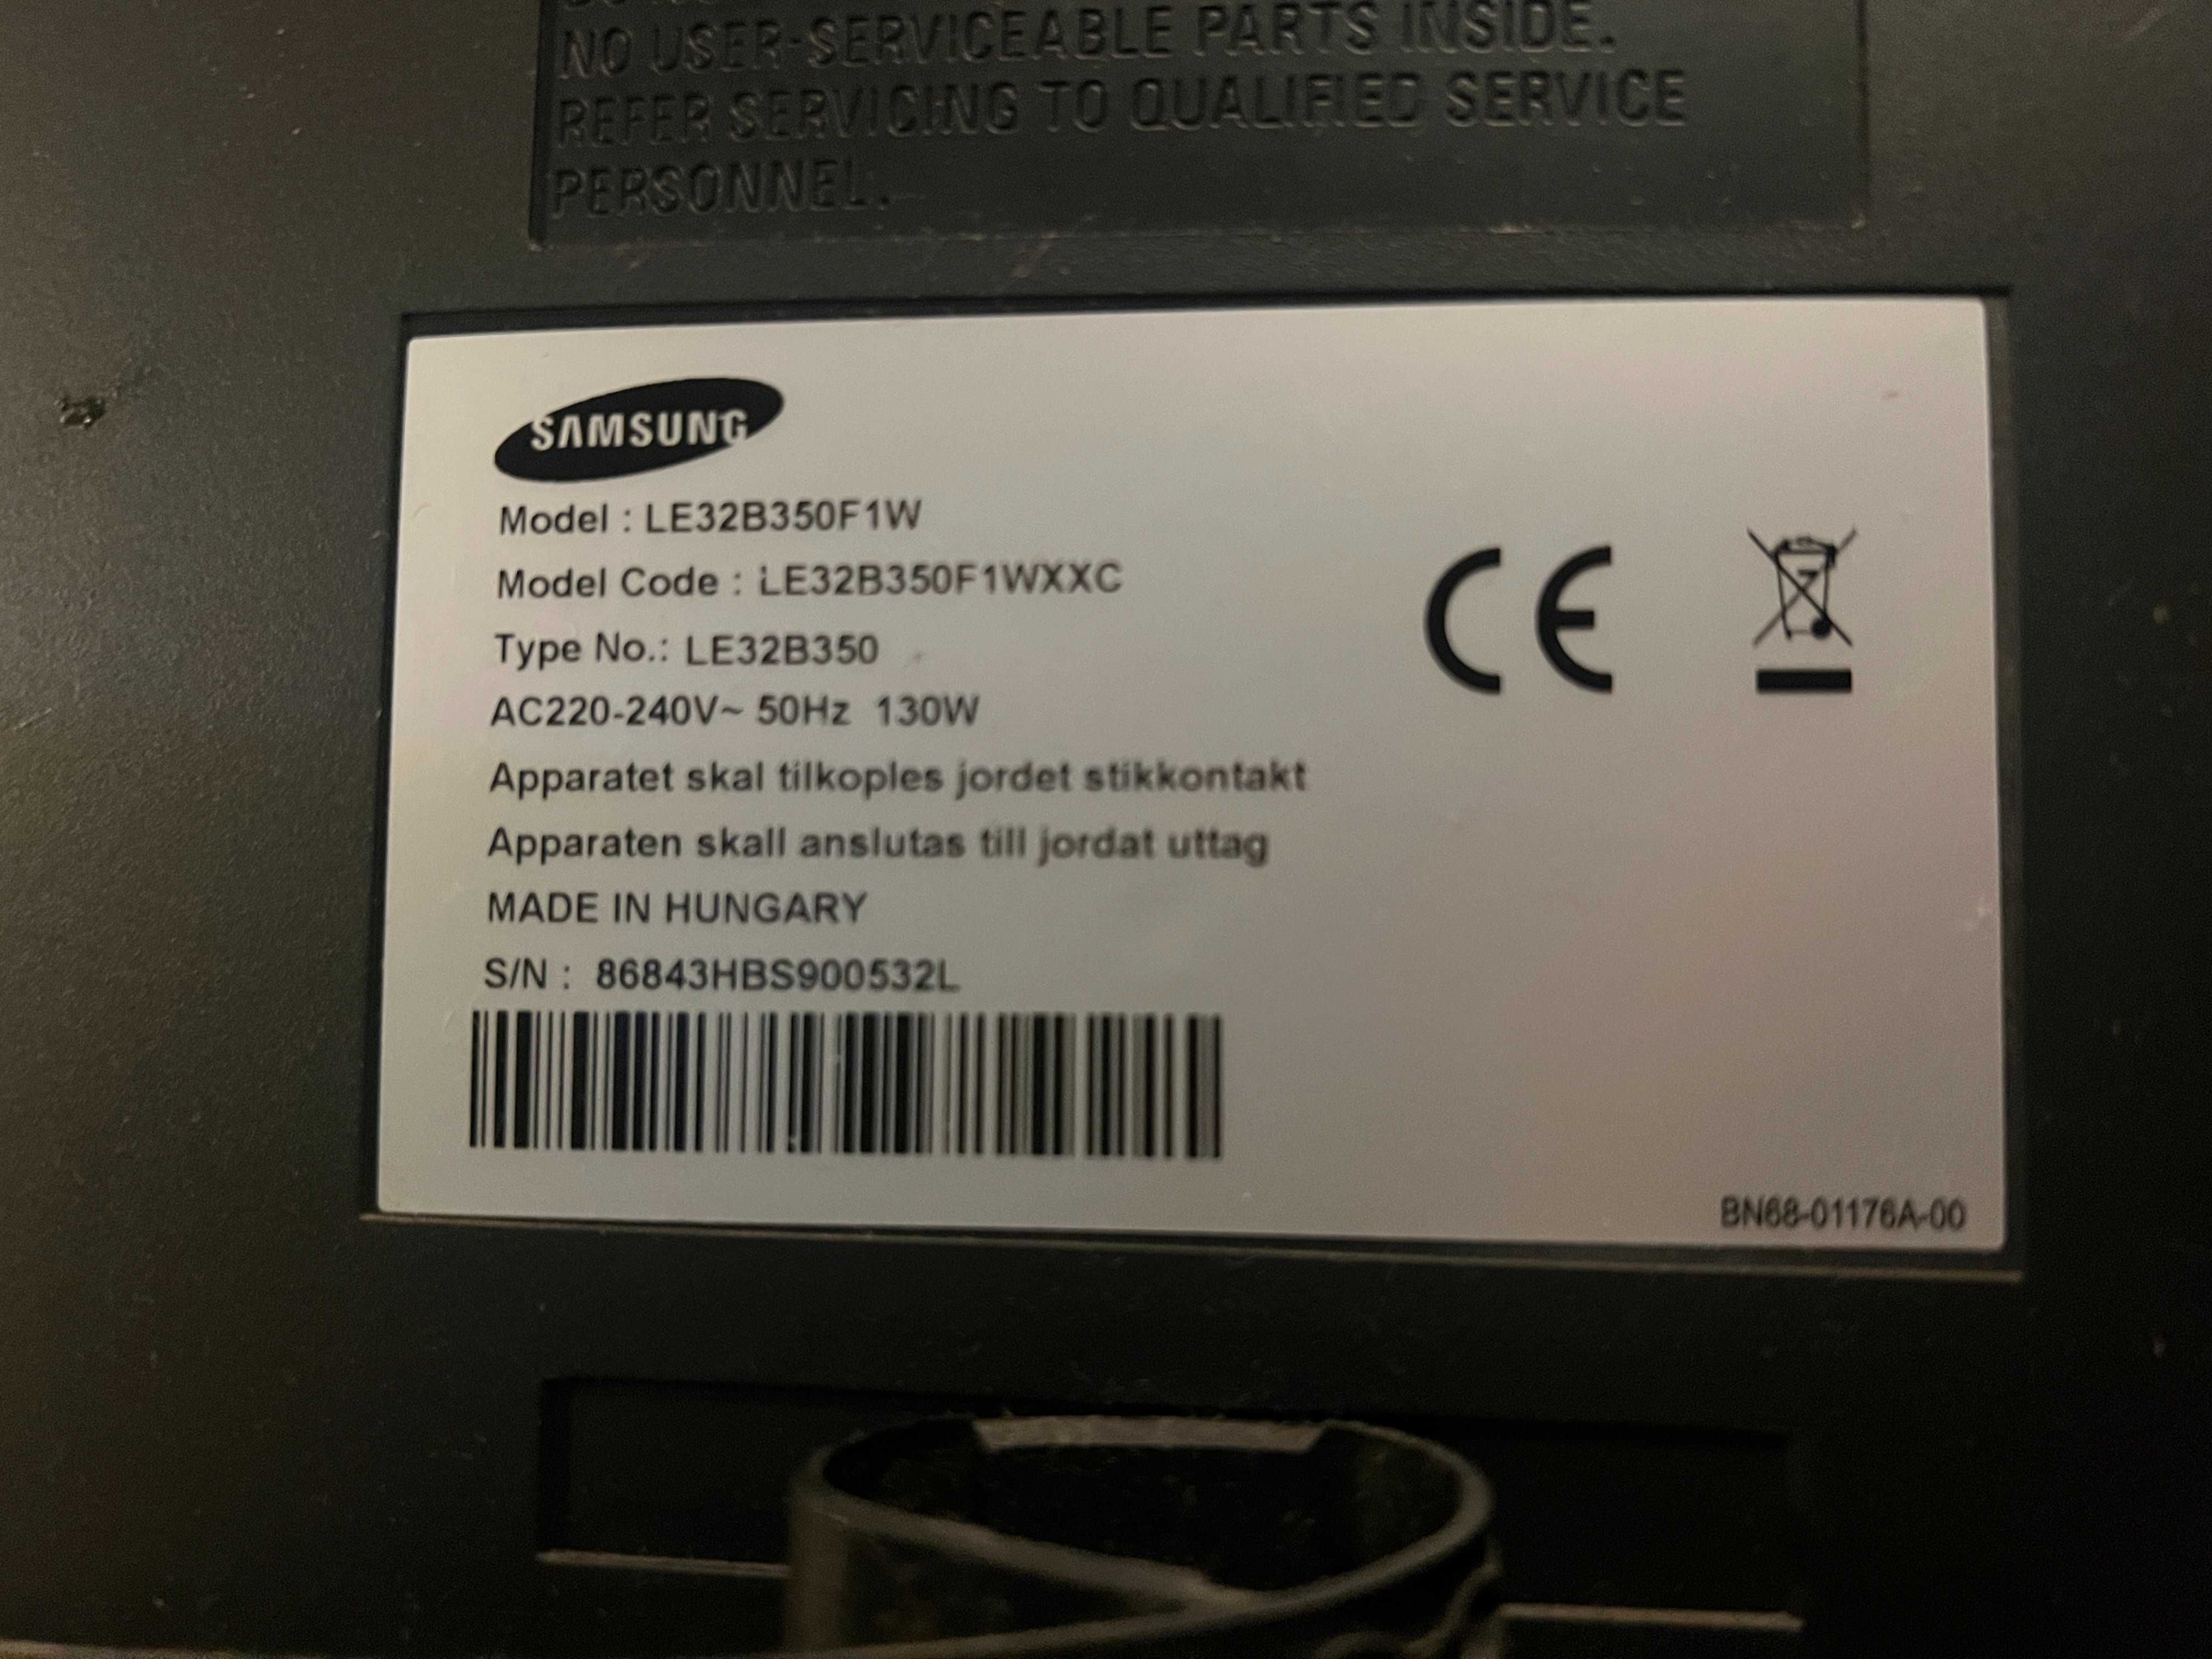 NO USER-SERVICEABLE PARTS INSIDE.
REFER SERVICING TO QUALIFIED SERVICE
PERSONNEL.
SAMSUNG
Model : LE32B350F1W
Model Code : LE32B350F1WXXC
Type No.: LE32B350
AC220-240V~ 50Hz 130W
Apparatet skal tilkoples jordet stikkontakt
Apparaten skall anslutas till jordat uttag
MADE IN HUNGARY
S/N : 86843HBS900532L
CE
BN68-01176A-00